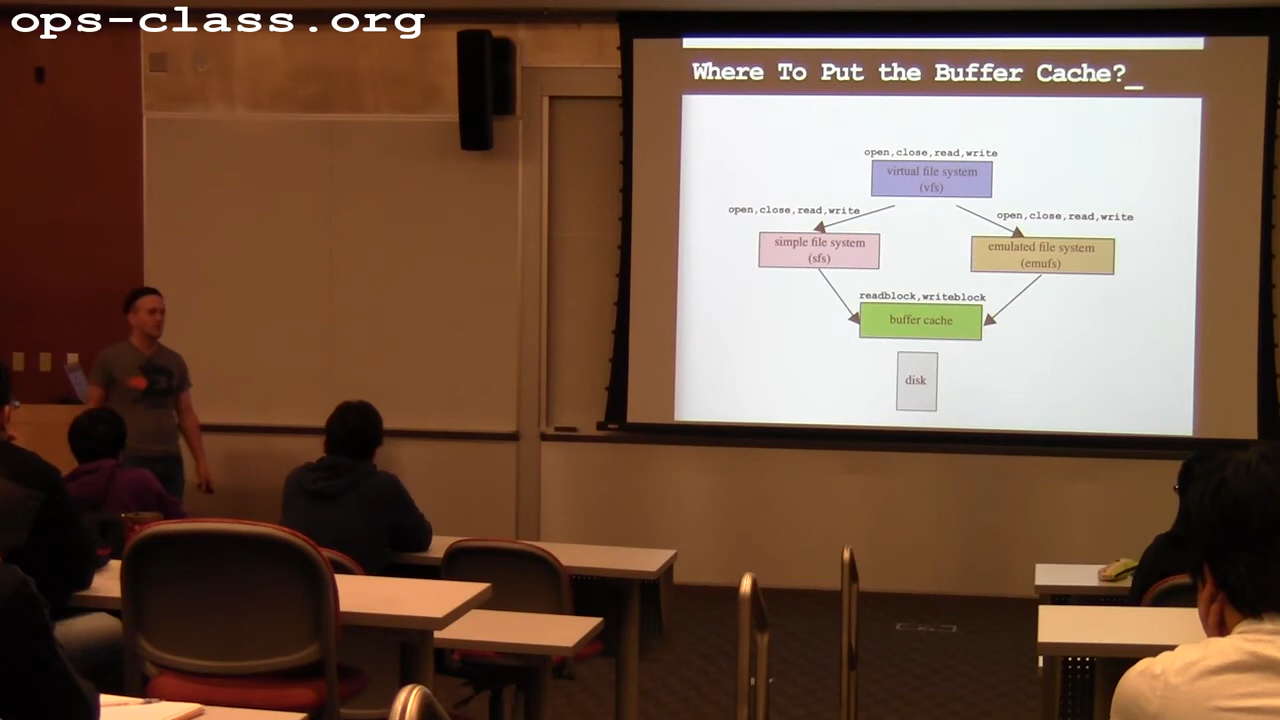 ops-class.org
Where To Put the Buffer Cache?_
open,close,read,write
virtual file system
(vfs)
open,close,read,write
open,close,read,write
simple file system
(sfs)
emulated file system
(emufs)
readblock,writeblock
buffer cache
disk